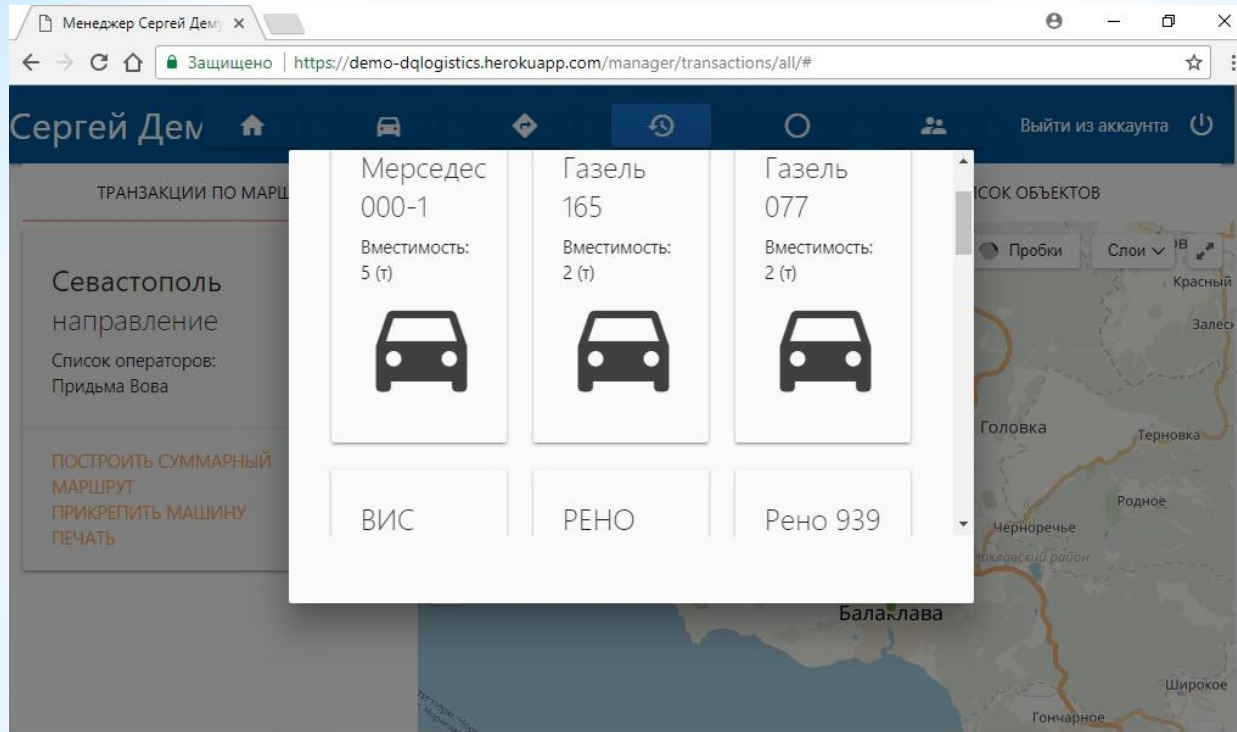 Менеджер Сергей Дем
Защищено | https://demo-dqlogistics.herokuapp.com/manager/transactions/all/#
Сергей Дем
Выйти из аккаунта
ТРАНЗАКЦИИ ПО МАРШ
СОК ОБЪЕКТОВ
Севастополь
направление
Список операторов:
Придьма Вова
ПОСТРОИТЬ СУММАРНЫЙ
МАРШРУТ
ПРИКРЕПИТЬ МАШИНУ
ПЕЧАТЬ
Мерседес
000-1
Вместимость:
5 (т)
Газель
165
Вместимость:
2 (т)
Газель
077
Вместимость:
2 (т)
ВИС
РЕНО
Рено 939
Пробки
Слои
Красный
Залесн
Головка
Терновка
Родное
Черноречье
Балаклава
Широкое
Гончарное